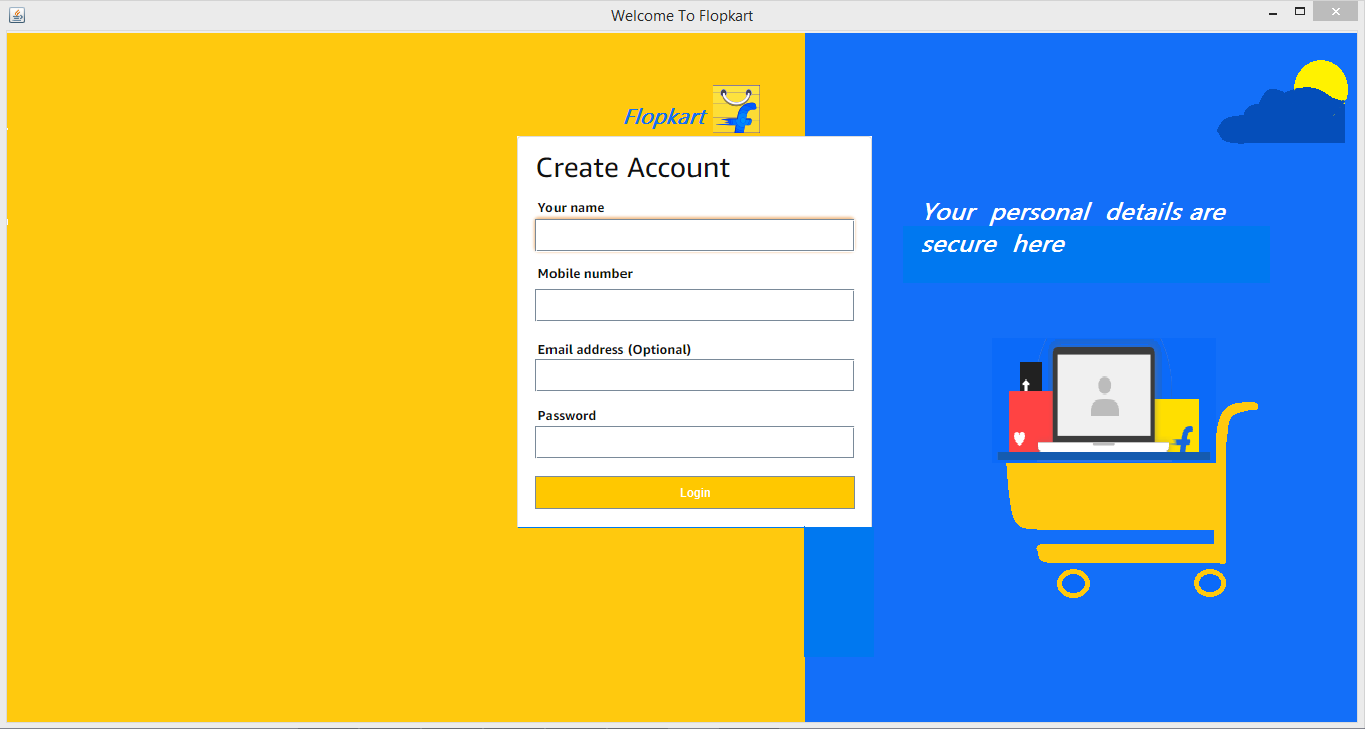 Welcome To Flopkart
Flopkart
Create Account
Your name
Mobile number
Email address (Optional)
Password
Login
Your personal details are
secure here